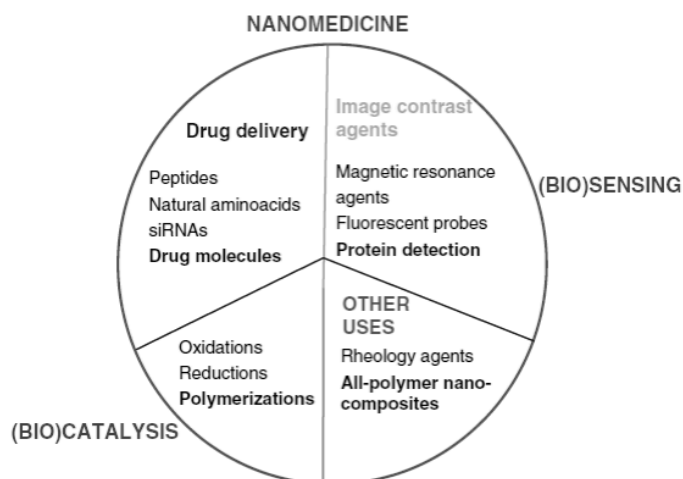 NANOMEDICINE
Drug delivery
Peptides
Natural aminoacids
siRNAs
Drug molecules
Image contrast
agents
Magnetic resonance
agents
Fluorescent probes
Protein detection
(BIO)SENSING
Oxidations
Reductions
Polymerizations
(BIO)CATALYSIS
OTHER
USES
Rheology agents
All-polymer nano-
composites